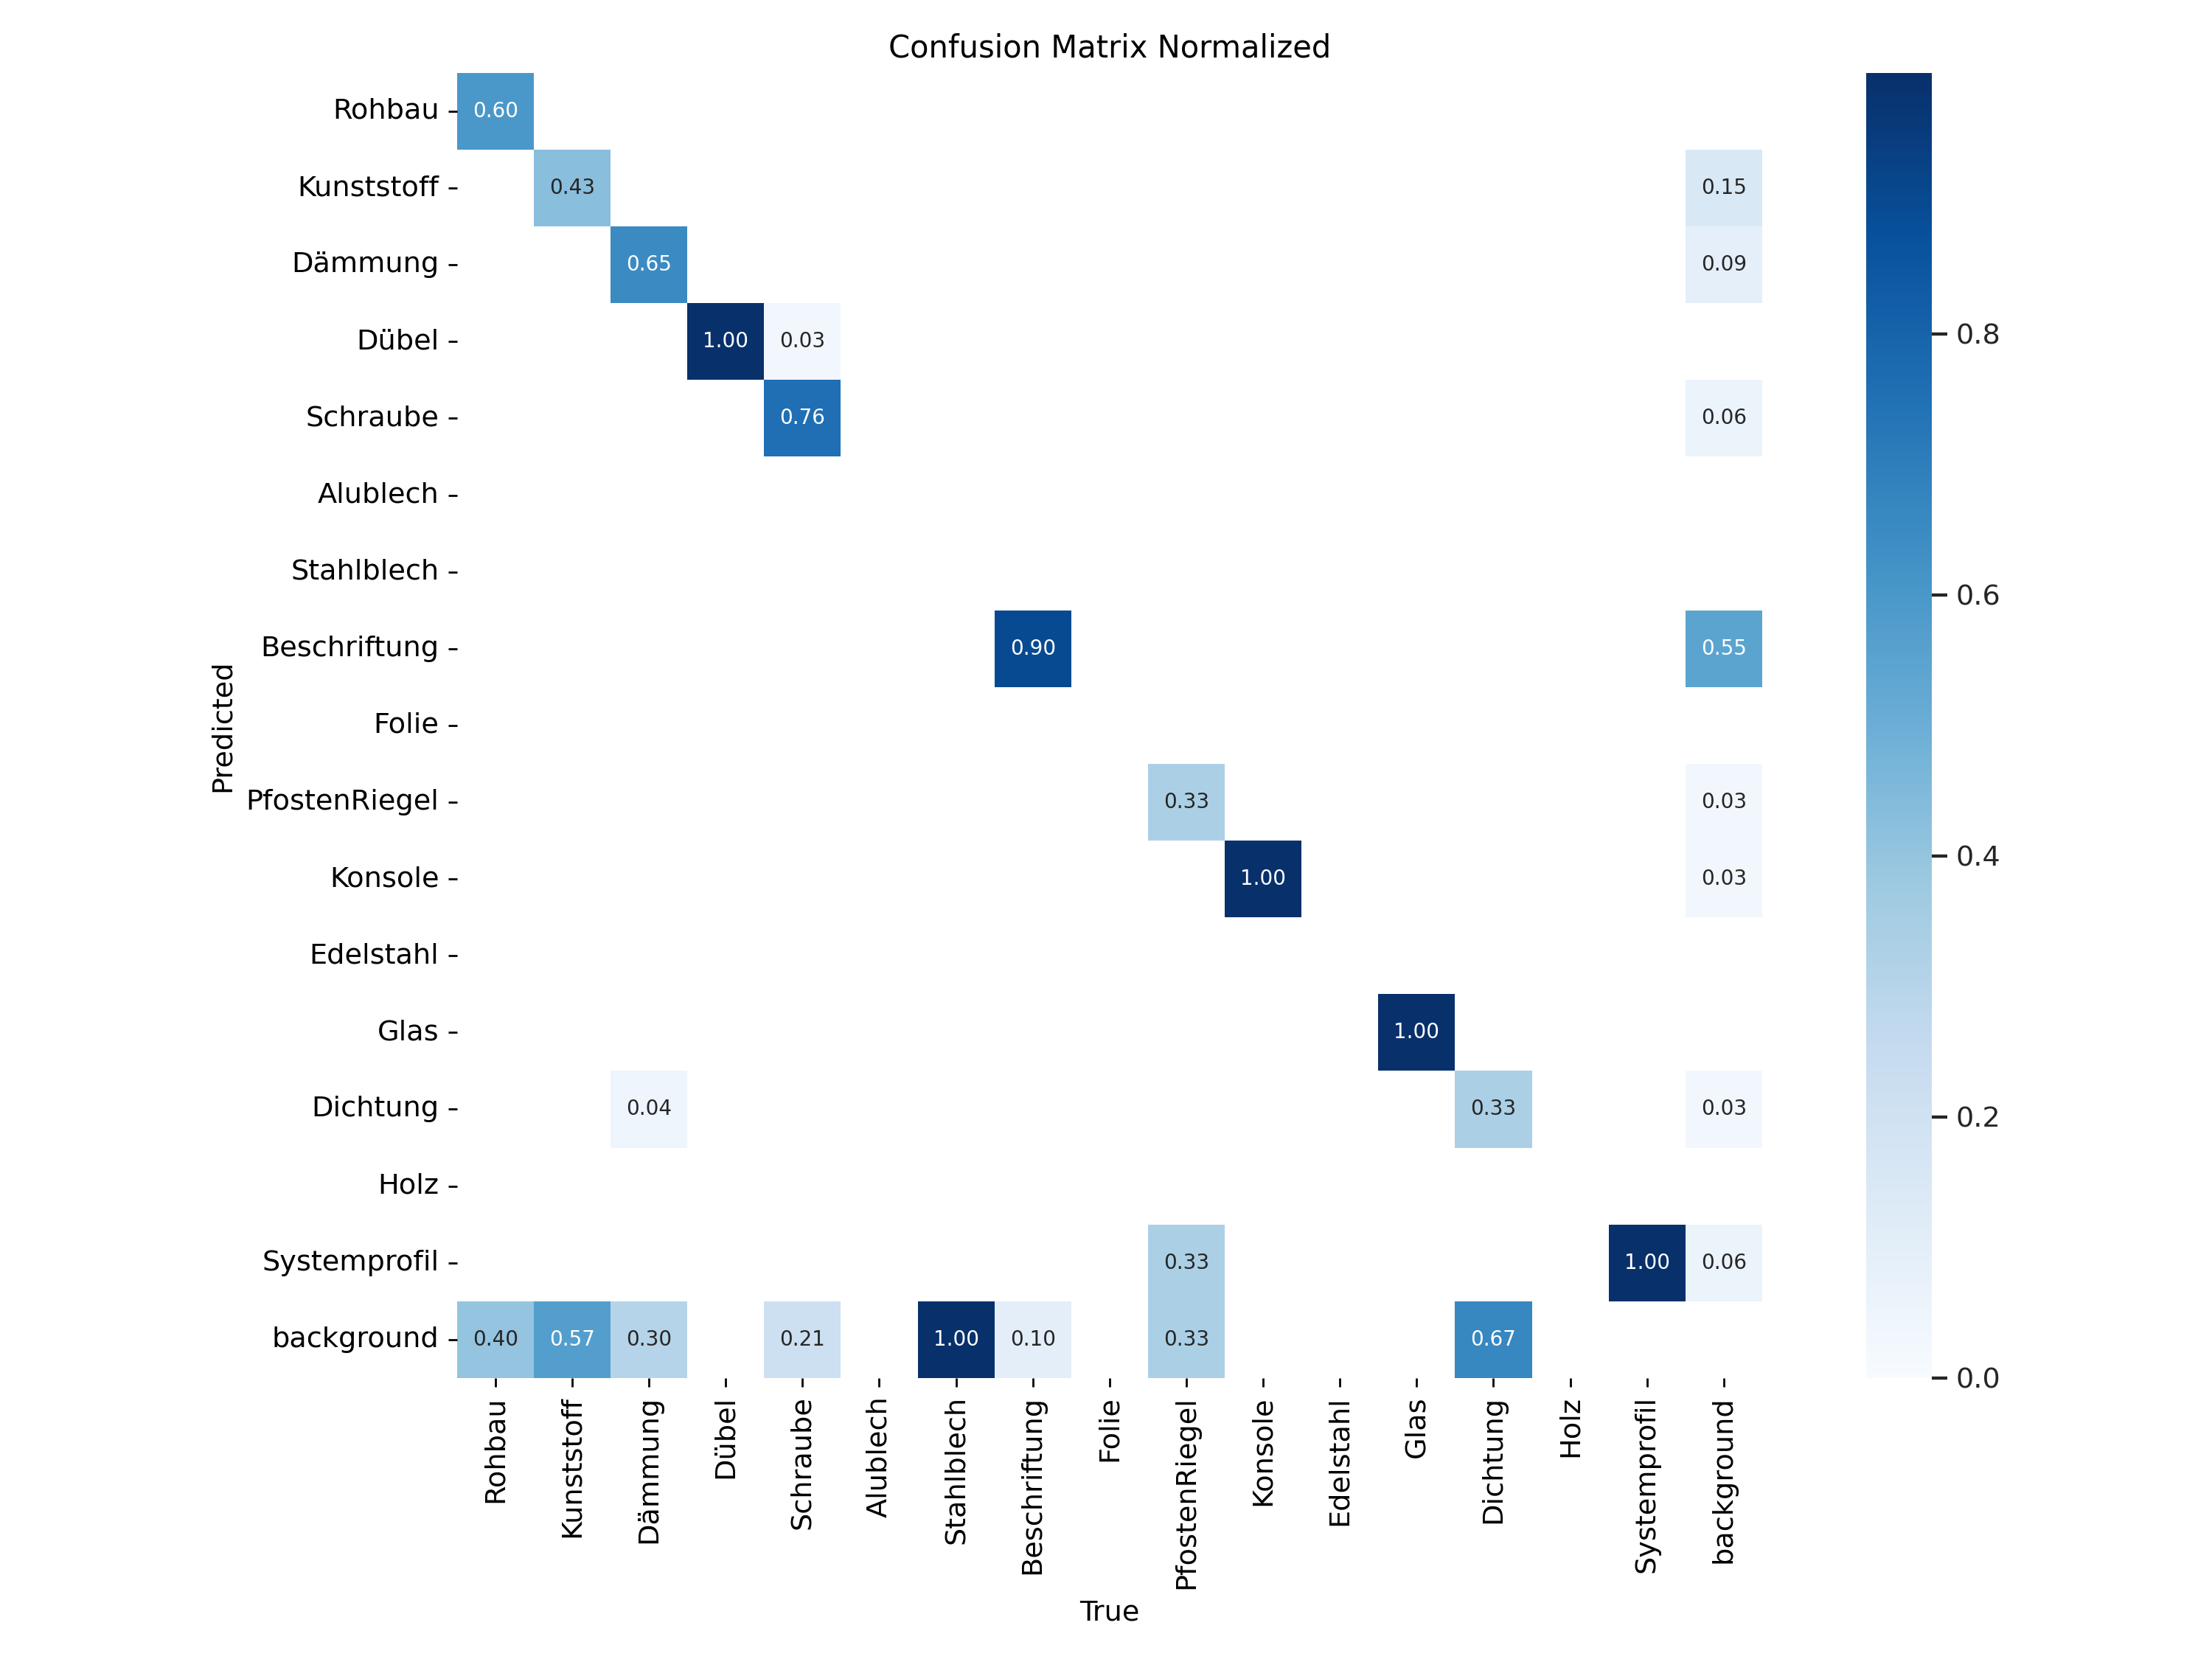 Confusion Matrix Normalized
Rohbau
0.60
Kunststoff
0.43
0.15
Dämmung
0.65
0.09
0.8
Dübel
1.00
0.03
Schraube
0.76
0.06
Alublech
Stahlblech
0.6
Beschriftung
0.90
0.55
Folie
Predicted
PfostenRiegel
0.33
0.03
0.4
Konsole
1.00
0.03
Edelstahl
Glas
1.00
Dichtung
0.04
0.33
0.03
0.2
Holz
Systemprofil
0.33
1.00
0.06
background
0.40
0.57
0.30
0.21
1.00
0.10
0.33
0.67
0.0
Rohbau
Kunststoff
Dämmung
Dübel
Schraube
Alublech
Stahlblech
Beschriftung
Folie
PfostenRiegel
Konsole
Edelstahl
Glas
Dichtung
Holz
Systemprofil
background
True